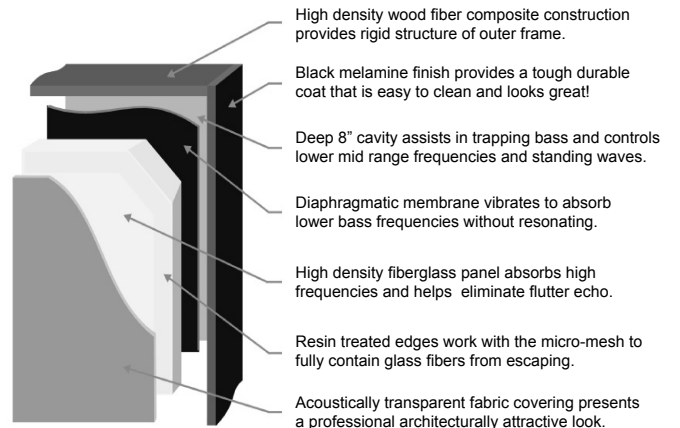 High density wood fiber composite construction
provides rigid structure of outer frame.
Black melamine finish provides a tough durable
coat that is easy to clean and looks great!
Deep 8” cavity assists in trapping bass and controls
lower mid range frequencies and standing waves.
Diaphragmatic membrane vibrates to absorb
lower bass frequencies without resonating.
High density fiberglass panel absorbs high
frequencies and helps  eliminate flutter echo.
Resin treated edges work with the micro-mesh to
fully contain glass fibers from escaping.
Acoustically transparent fabric covering presents
a professional architecturally attractive look.